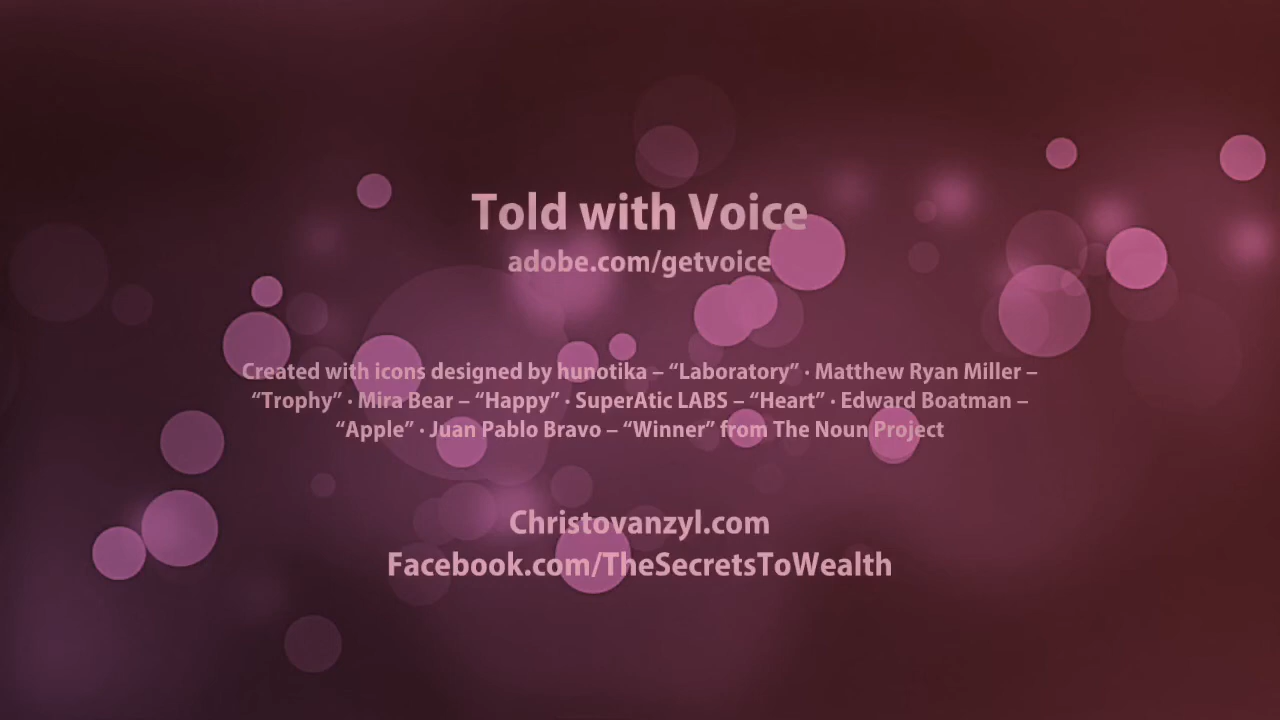 Told with Voice
adobe.com/getvoice
Created with icons designed by hunotika – “Laboratory” · Matthew Ryan Miller –
“Trophy” · Mira Bear – “Happy” · SuperAtic LABS – “Heart” · Edward Boatman –
“Apple” · Juan Pablo Bravo – “Winner” from The Noun Project
Christovanzyl.com
Facebook.com/TheSecretsToWealth